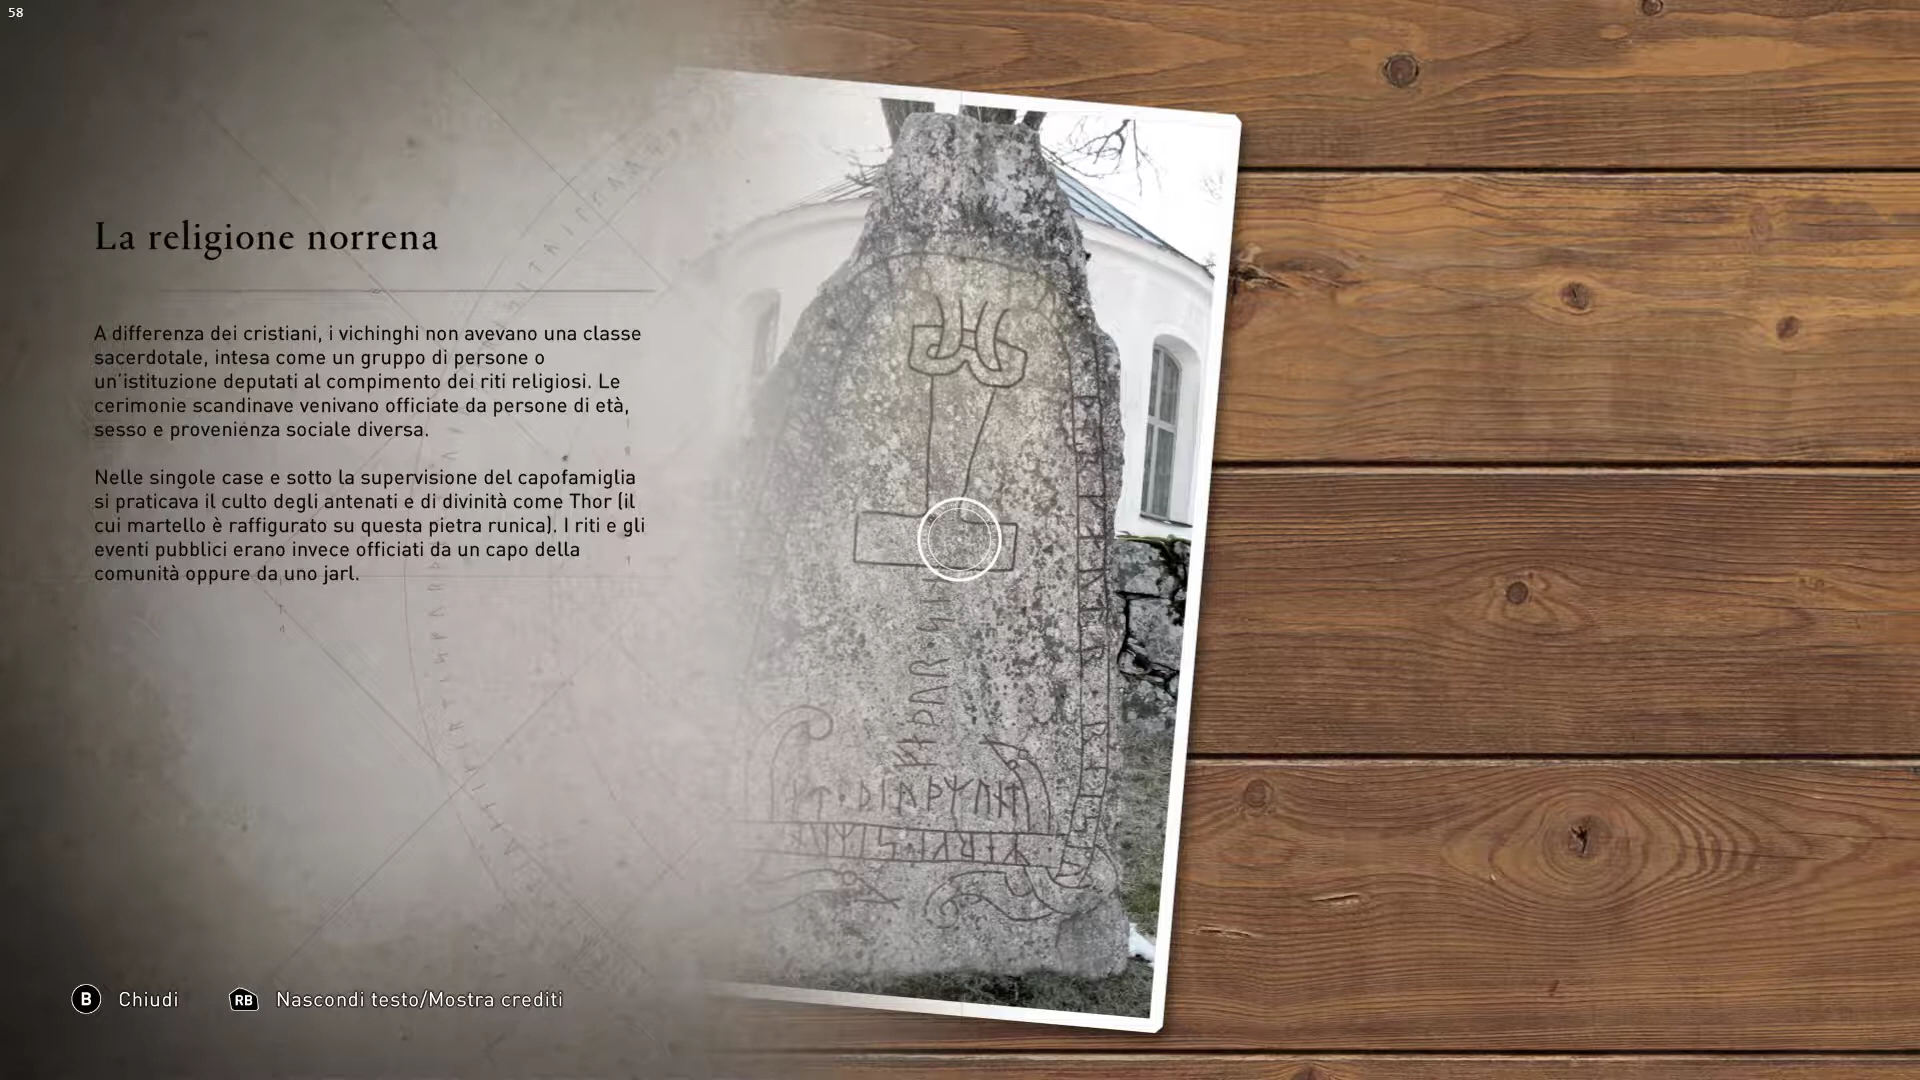 58
La religione norrena
A differenza dei cristiani, i vichinghi non avevano una classe
sacerdotale, intesa come un gruppo di persone o
un'istituzione deputati al compimento dei riti religiosi. Le
cerimonie scandinave venivano officiate da persone di età,
sesso e provenienza sociale diversa.
Nelle singole case e sotto la supervisione del capofamiglia
si praticava il culto degli antenati e di divinità come Thor (il
cui martello è raffigurato su questa pietra runica). I riti e gli
eventi pubblici erano invece officiati da un capo della
comunità oppure da uno jarl.
B Chiudi RB Nascondi testo/Mostra crediti